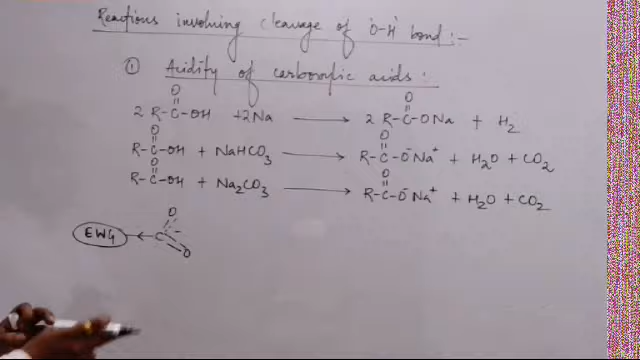 Reactions involving cleavage of 'O-H' bond:-
① Acidity of carboxylic acids:
2 R-C-OH +2Na → 2 R-C-ONa + H2
O O
R-C-OH + NaHCO3 → R-C-O⁻Na⁺ + H2O + CO2
O O
R-C-OH + Na2CO3 → R-C-O⁻Na⁺ + H2O + CO2
O O
EWG ← C O O